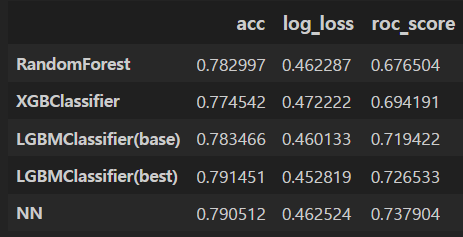 acc log_loss roc_score
RandomForest 0.782997 0.462287 0.676504
XGBClassifier 0.774542 0.472222 0.694191
LGBMClassifier(base) 0.783466 0.460133 0.719422
LGBMClassifier(best) 0.791451 0.452819 0.726533
NN 0.790512 0.462524 0.737904